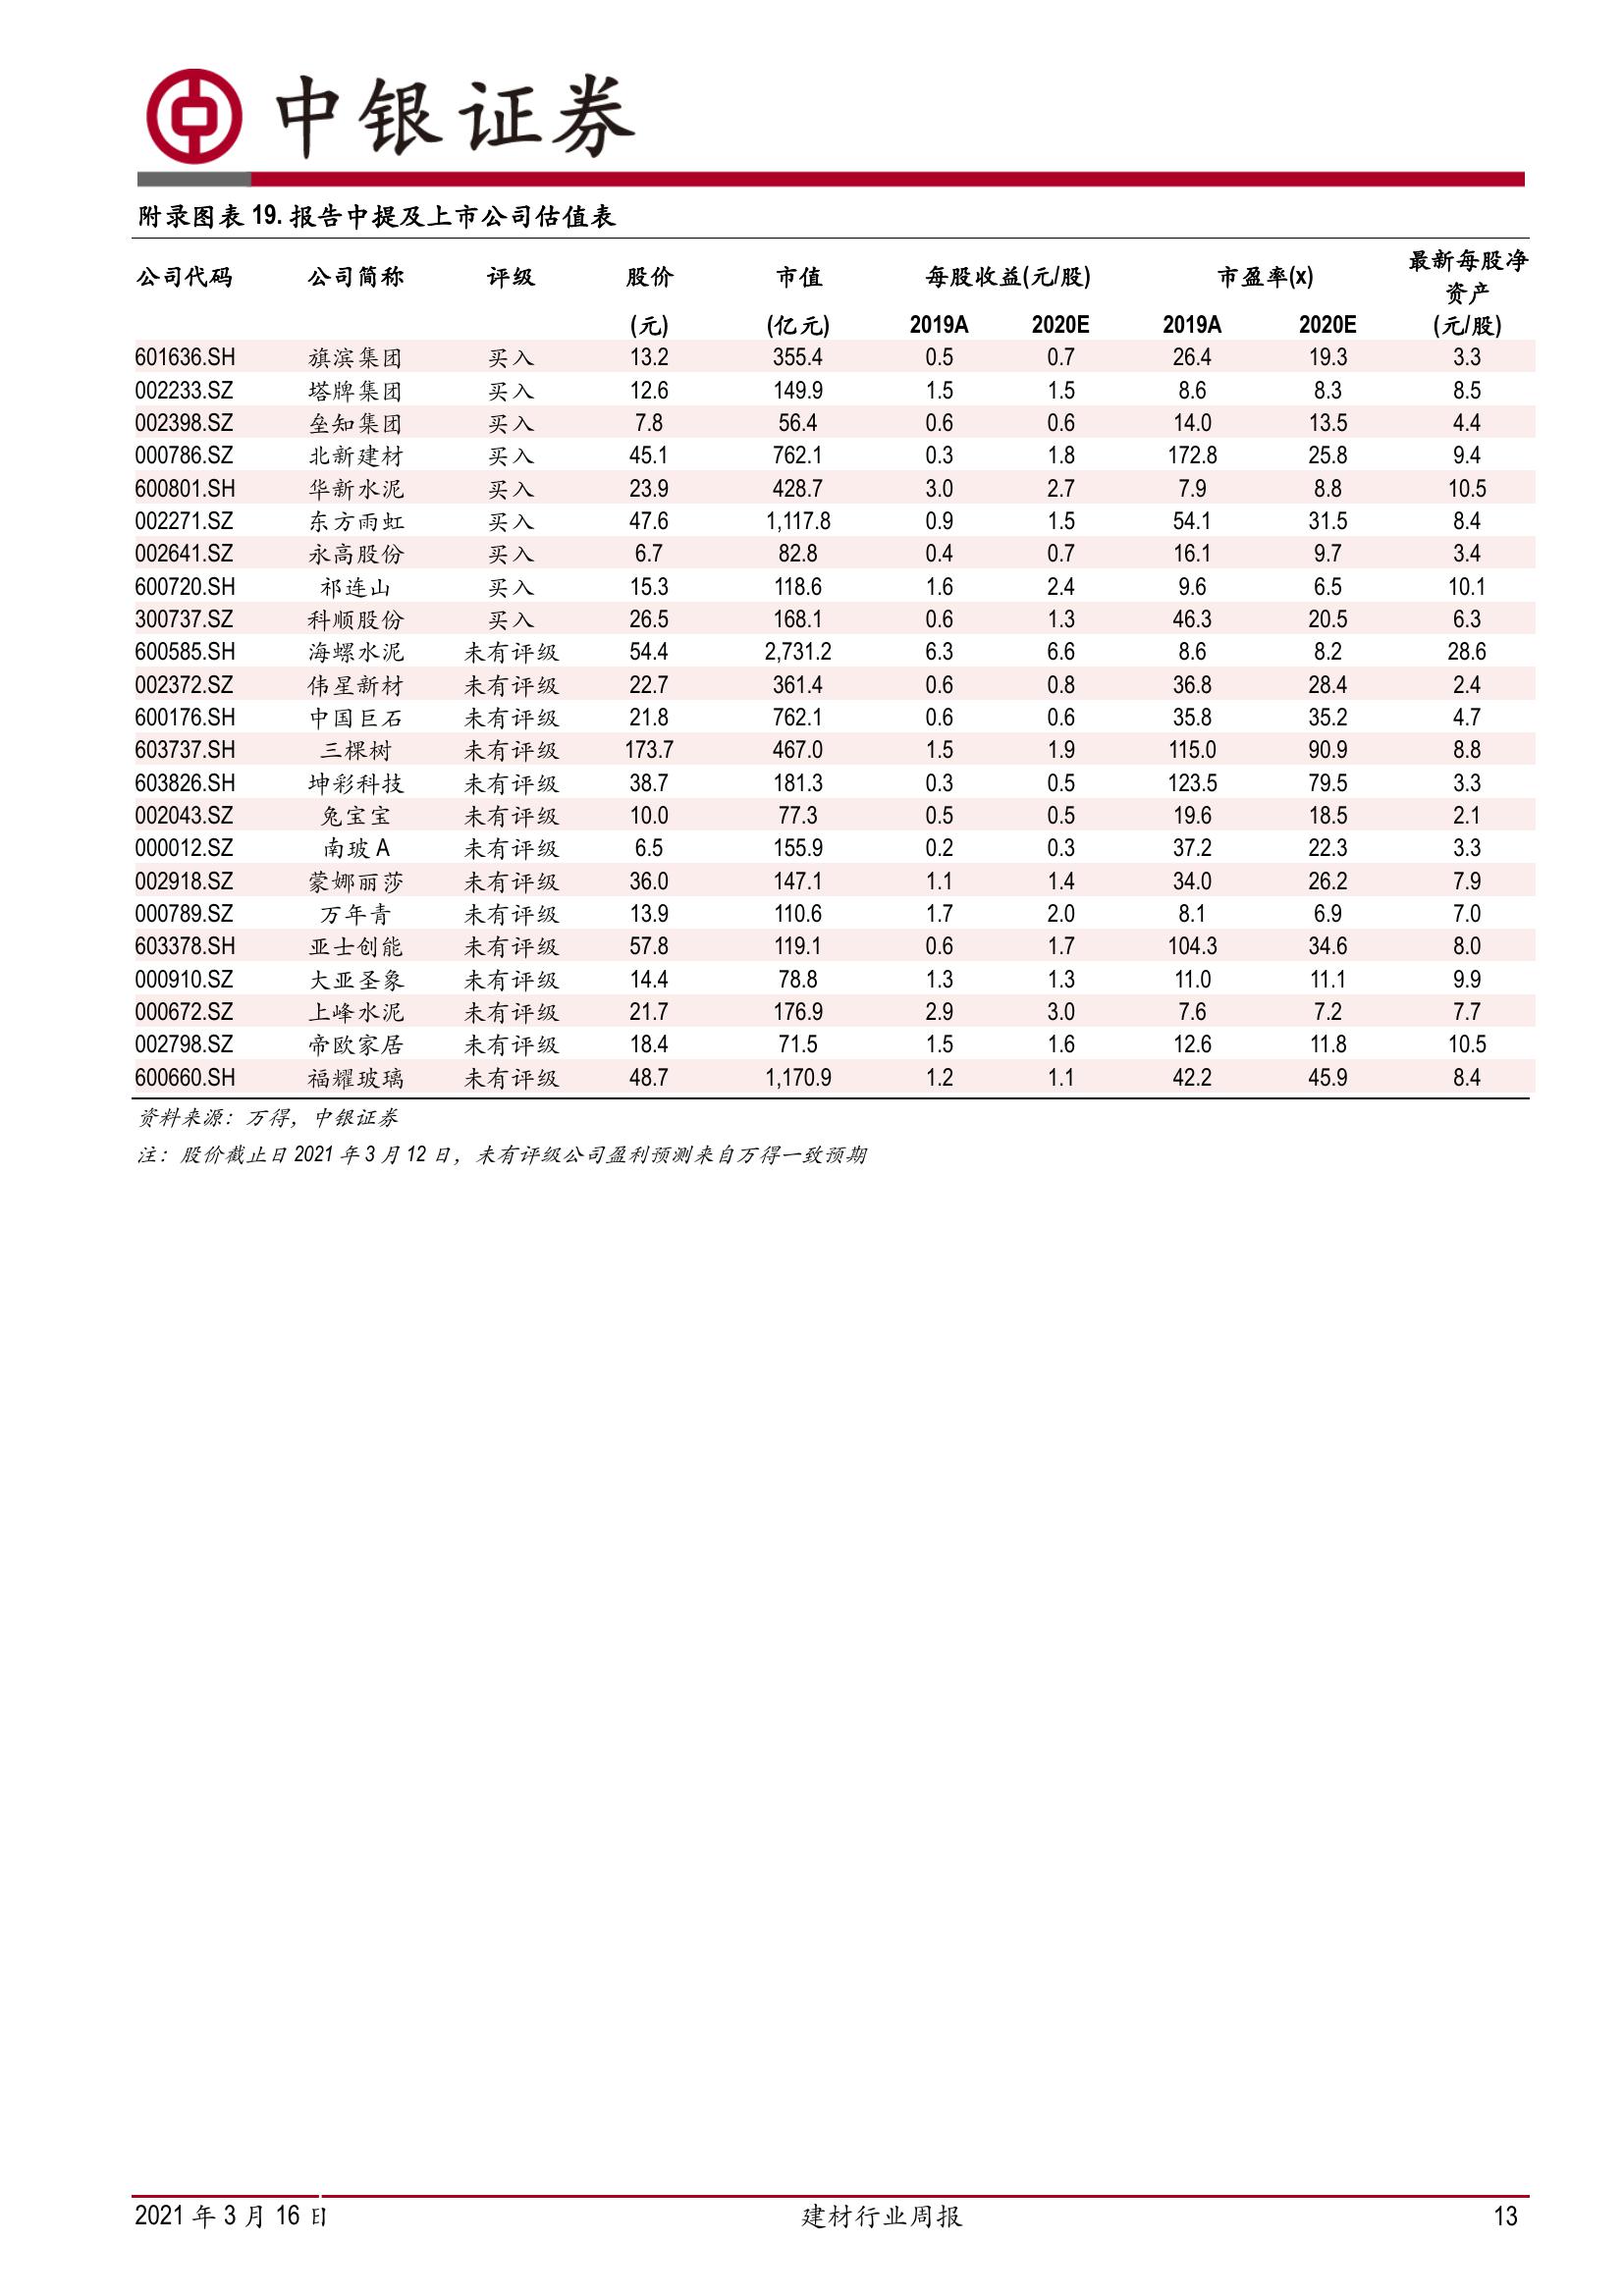 中银证券
附录图表 19. 报告中提及上市公司估值表
公司代码 公司简称 评级 股价 市值 每股收益(元/股) 市盈率(x) 最新每股净资产
(元) (亿元) 2019A 2020E 2019A 2020E (元/股)
601636.SH 旗滨集团 买入 13.2 355.4 0.5 0.7 26.4 19.3 3.3
002233.SZ 塔牌集团 买入 12.6 149.9 1.5 1.5 8.6 8.3 8.5
002398.SZ 垒知集团 买入 7.8 56.4 0.6 0.6 14.0 13.5 4.4
000786.SZ 北新建材 买入 45.1 762.1 0.3 1.8 172.8 25.8 9.4
600801.SH 华新水泥 买入 23.9 428.7 3.0 2.7 7.9 8.8 10.5
002271.SZ 东方雨虹 买入 47.6 1,117.8 0.9 1.5 54.1 31.5 8.4
002641.SZ 永高股份 买入 6.7 82.8 0.4 0.7 16.1 9.7 3.4
600720.SH 祁连山 买入 15.3 118.6 1.6 2.4 9.6 6.5 10.1
300737.SZ 科顺股份 买入 26.5 168.1 0.6 1.3 46.3 20.5 6.3
600585.SH 海螺水泥 未有评级 54.4 2,731.2 6.3 6.6 8.6 8.2 28.6
002372.SZ 伟星新材 未有评级 22.7 361.4 0.6 0.8 36.8 28.4 2.4
600176.SH 中国巨石 未有评级 21.8 762.1 0.6 0.6 35.8 35.2 4.7
603737.SH 三棵树 未有评级 173.7 467.0 1.5 1.9 115.0 90.9 8.8
603826.SH 坤彩科技 未有评级 38.7 181.3 0.3 0.5 123.5 79.5 3.3
002043.SZ 兔宝宝 未有评级 10.0 77.3 0.5 0.5 19.6 18.5 2.1
000012.SZ 南玻 A 未有评级 6.5 155.9 0.2 0.3 37.2 22.3 3.3
002918.SZ 蒙娜丽莎 未有评级 36.0 147.1 1.1 1.4 34.0 26.2 7.9
000789.SZ 万年青 未有评级 13.9 110.6 1.7 2.0 8.1 6.9 7.0
603378.SH 亚士创能 未有评级 57.8 119.1 0.6 1.7 104.3 34.6 8.0
000910.SZ 大亚圣象 未有评级 14.4 78.8 1.3 1.3 11.0 11.1 9.9
000672.SZ 上峰水泥 未有评级 21.7 176.9 2.9 3.0 7.6 7.2 7.7
002798.SZ 帝欧家居 未有评级 18.4 71.5 1.5 1.6 12.6 11.8 10.5
600660.SH 福耀玻璃 未有评级 48.7 1,170.9 1.2 1.1 42.2 45.9 8.4
资料来源：万得，中银证券
注：股价截止日 2021 年 3 月 12 日，未有评级公司盈利预测来自万得一致预期
2021 年 3 月 16 日 建材行业周报 13